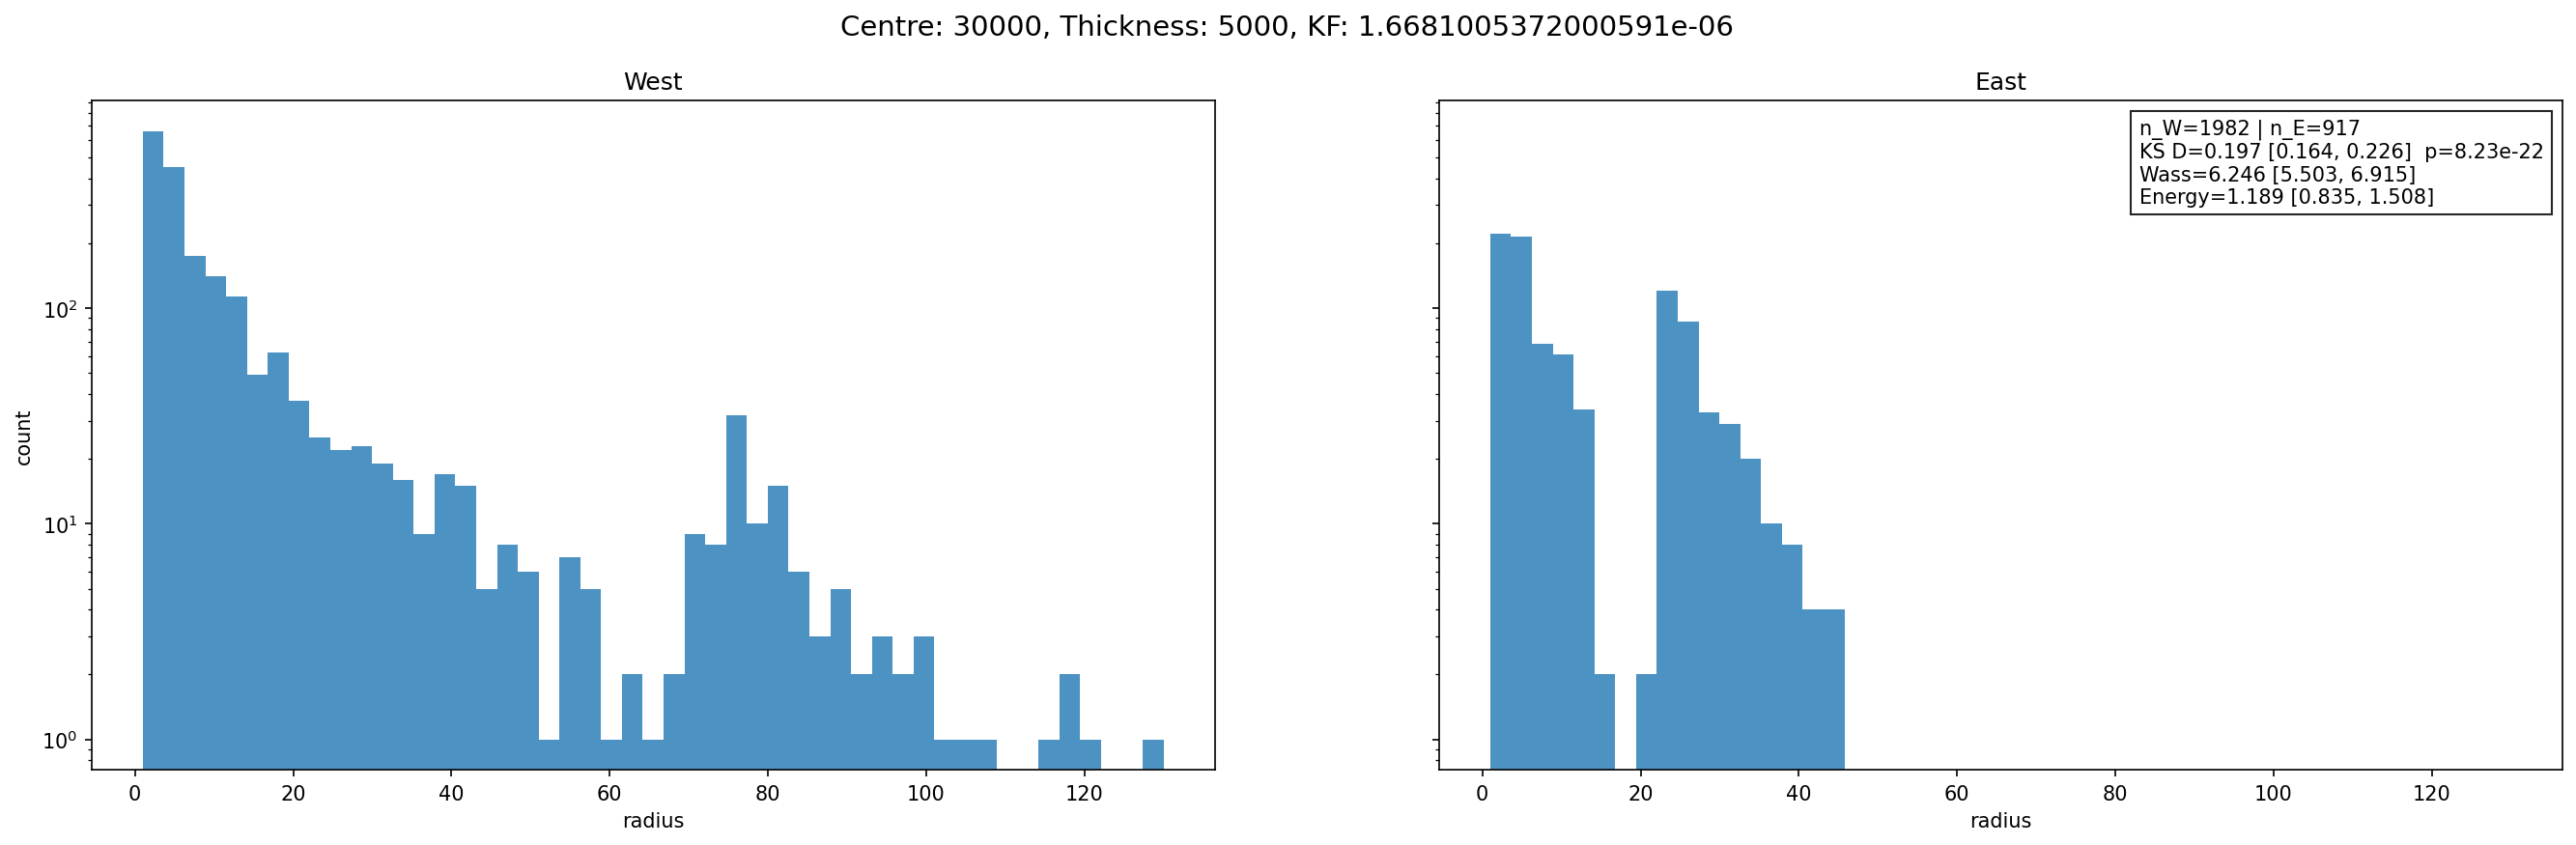 Centre: 30000, Thickness: 5000, KF: 1.6681005372000591e-06
West
count
10²
10¹
10⁰
0 20 40 60 80 100 120
radius
East
n_W=1982 | n_E=917
KS D=0.197 [0.164, 0.226]  p=8.23e-22
Wass=6.246 [5.503, 6.915]
Energy=1.189 [0.835, 1.508]
0 20 40 60 80 100 120
radius